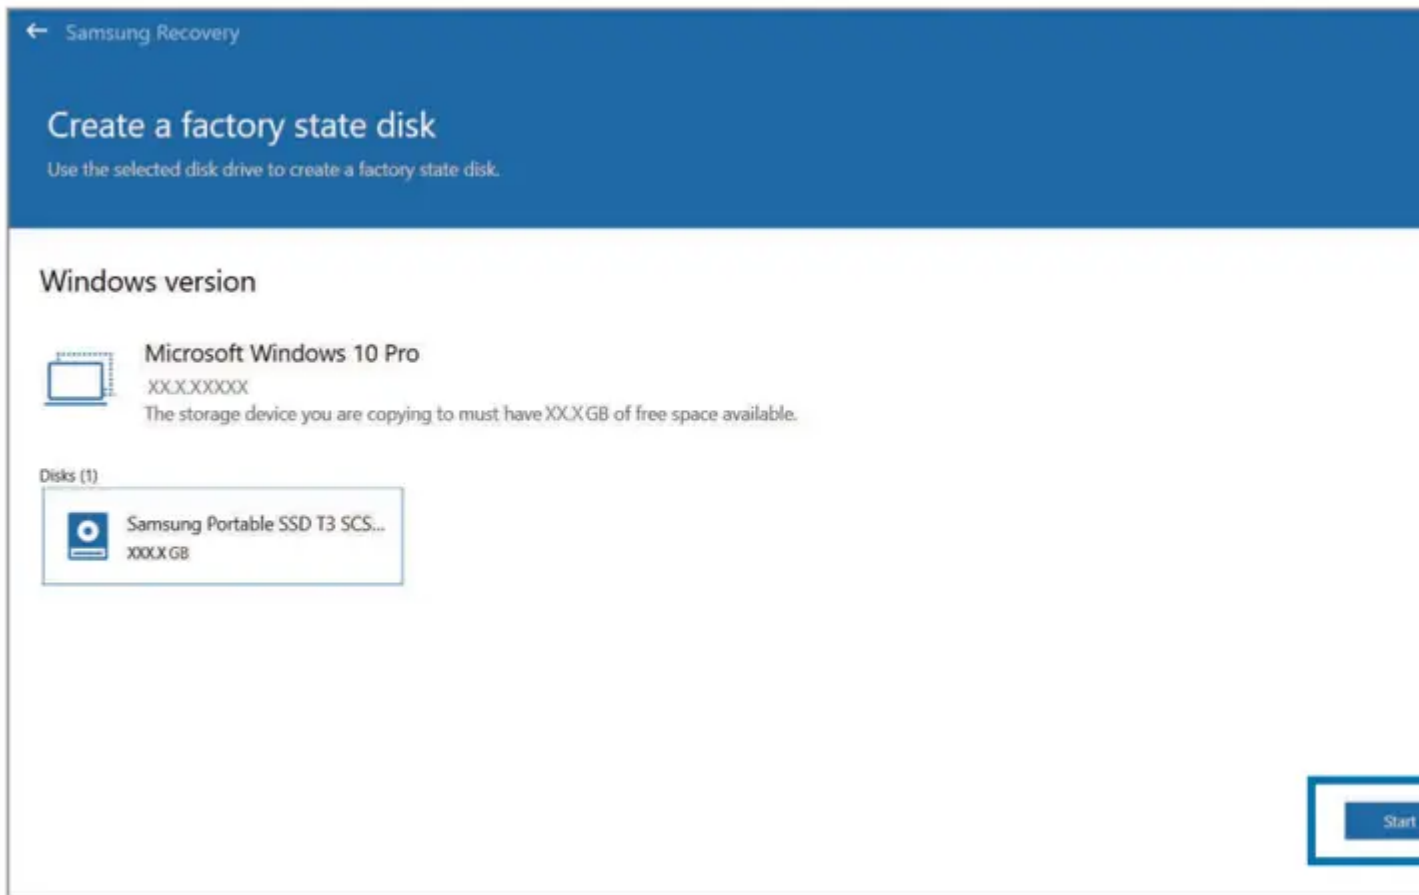 Samsung Recovery
Create a factory state disk
Use the selected disk drive to create a factory state disk.
Windows version
Microsoft Windows 10 Pro
XX.X.XXXXX
The storage device you are copying to must have XX.X GB of free space available.
Disks (1)
Samsung Portable SSD T3 SCS...
XXX.X GB
Start